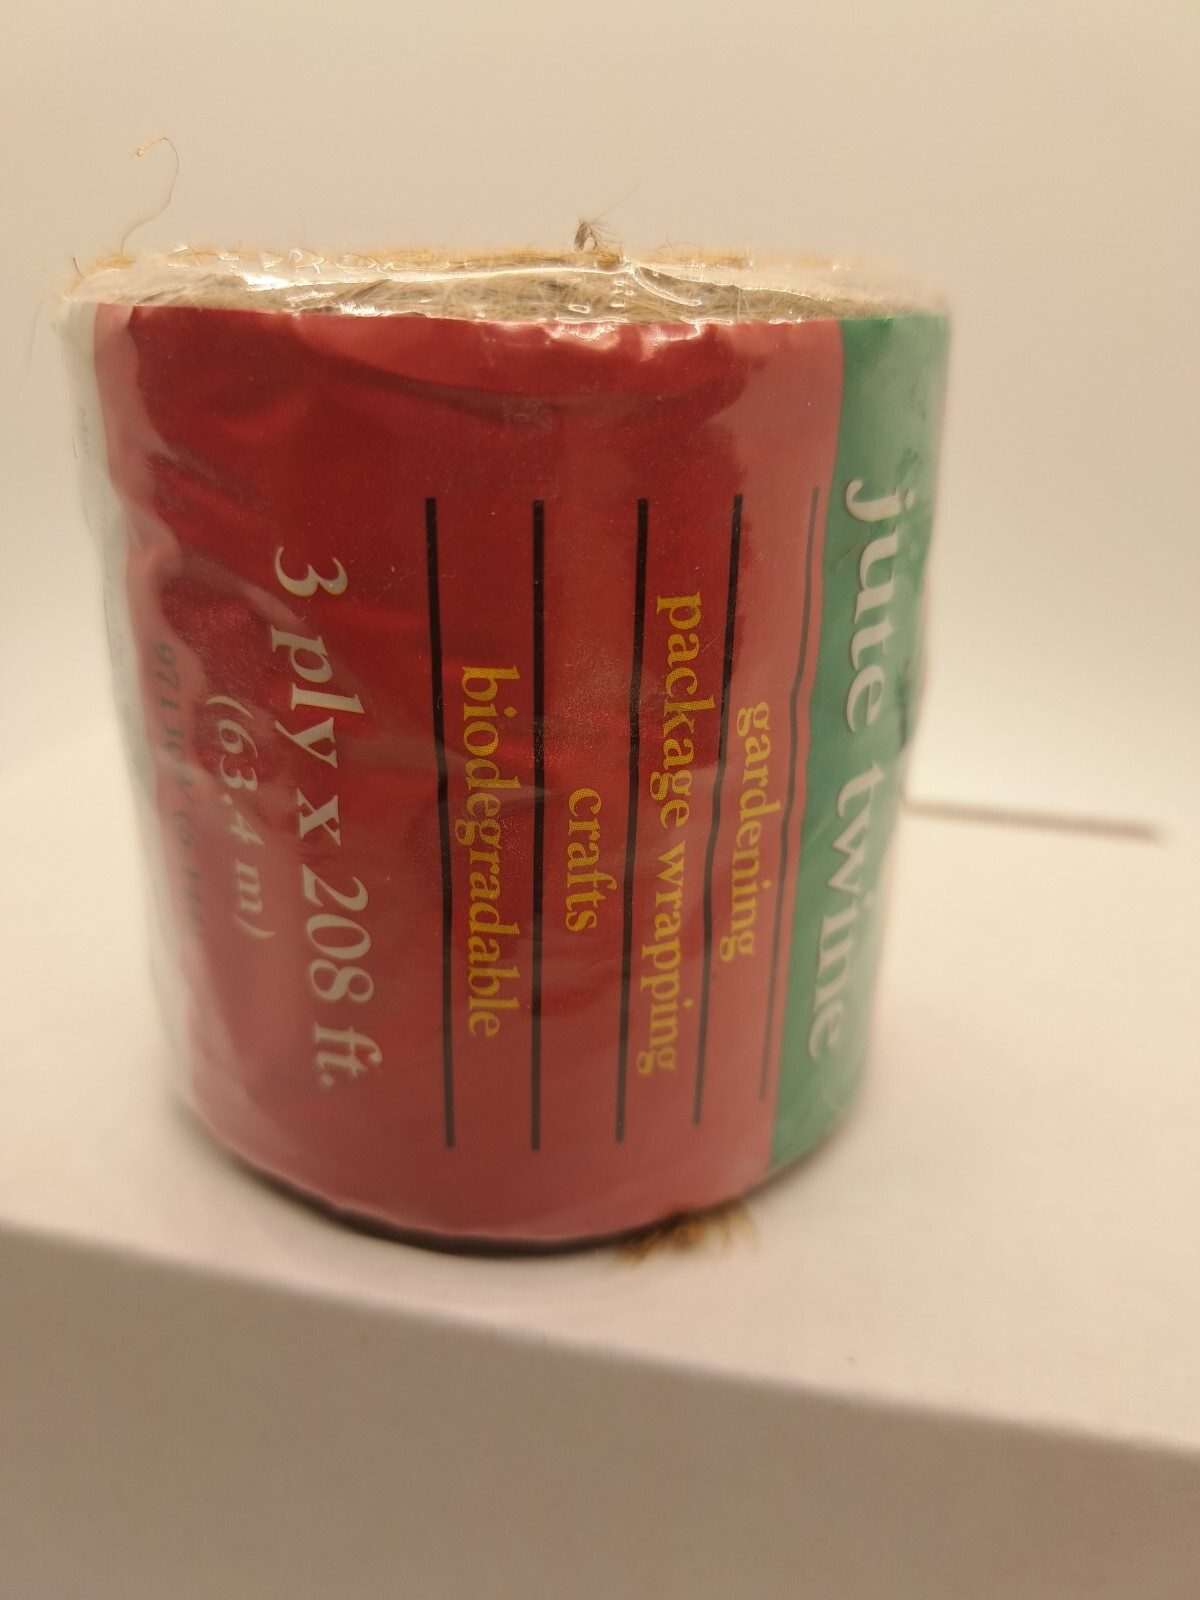 jute twine
gardening
package wrapping
crafts
biodegradable
3 ply x 208 ft.
(63.4 m)